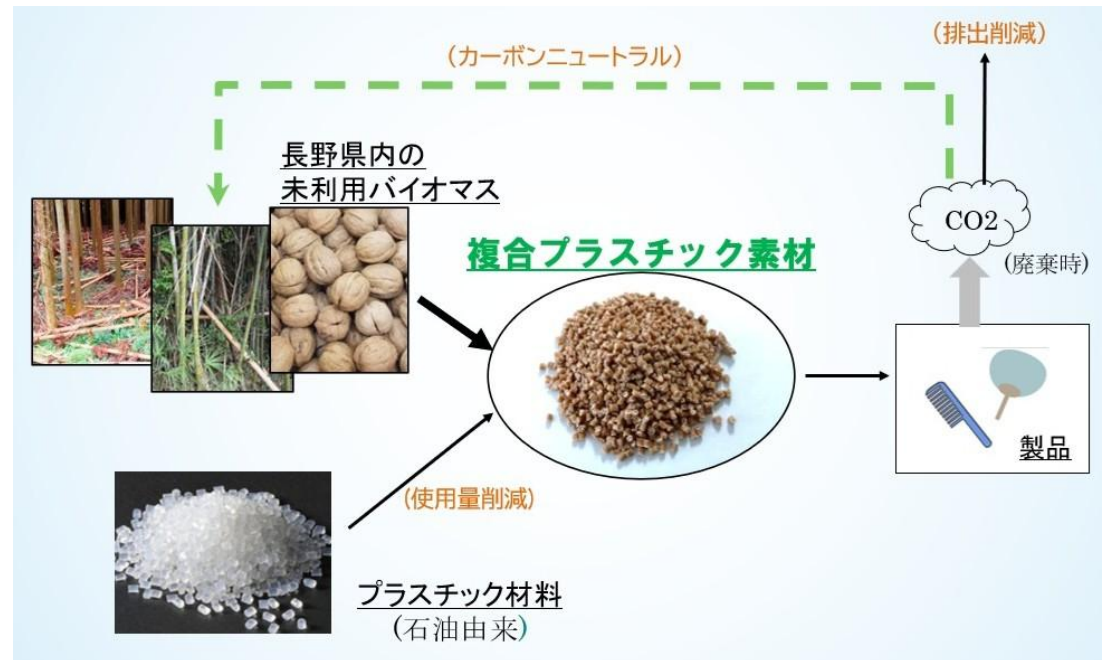 (排出削減)
(カーボンニュートラル)
長野県内の
未利用バイオマス
CO2
複合プラスチック素材
(廃棄時)
製品
(使用量削減)
プラスチック材料
(石油由来)